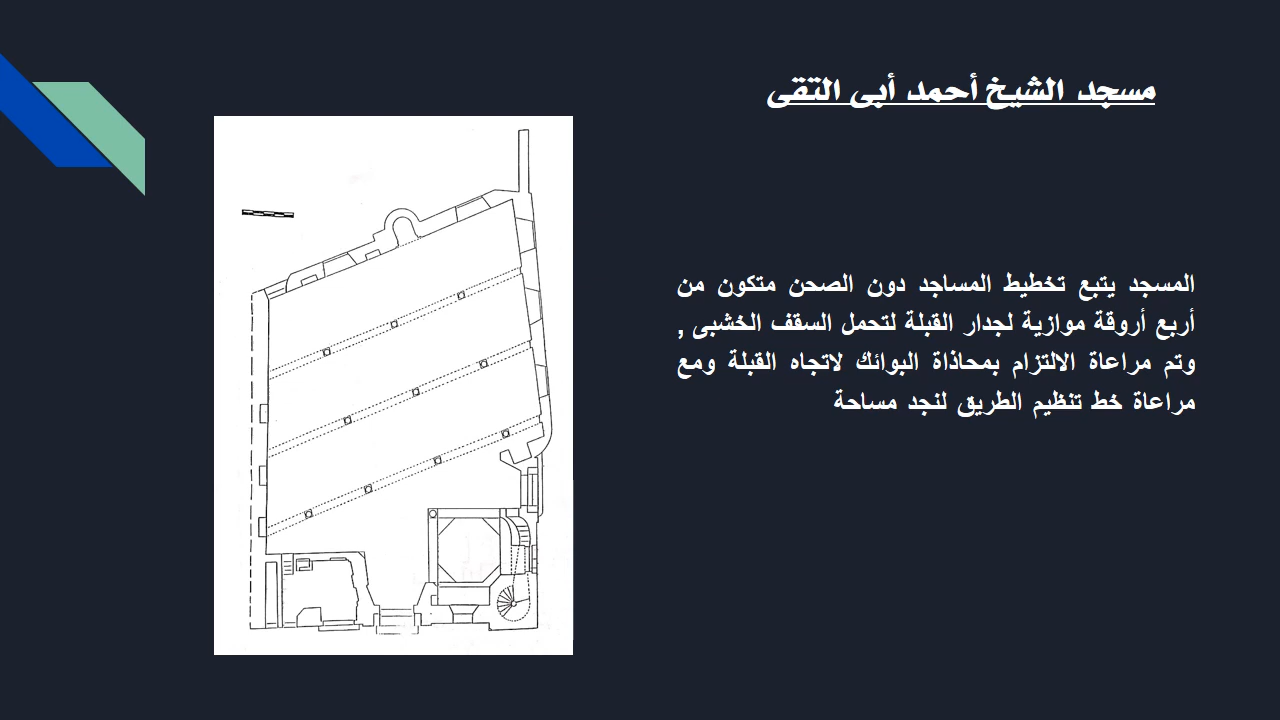 مسجد الشيخ أحمد أبى التقى
المسجد يتبع تخطيط المساجد دون الصحن متكون من
أربع أروقة موازية لجدار القبلة لتحمل السقف الخشبى ,
وتم مراعاة الالتزام بمحاذاة البوائك لاتجاه القبلة ومع
مراعاة خط تنظيم الطريق لنجد مساحة